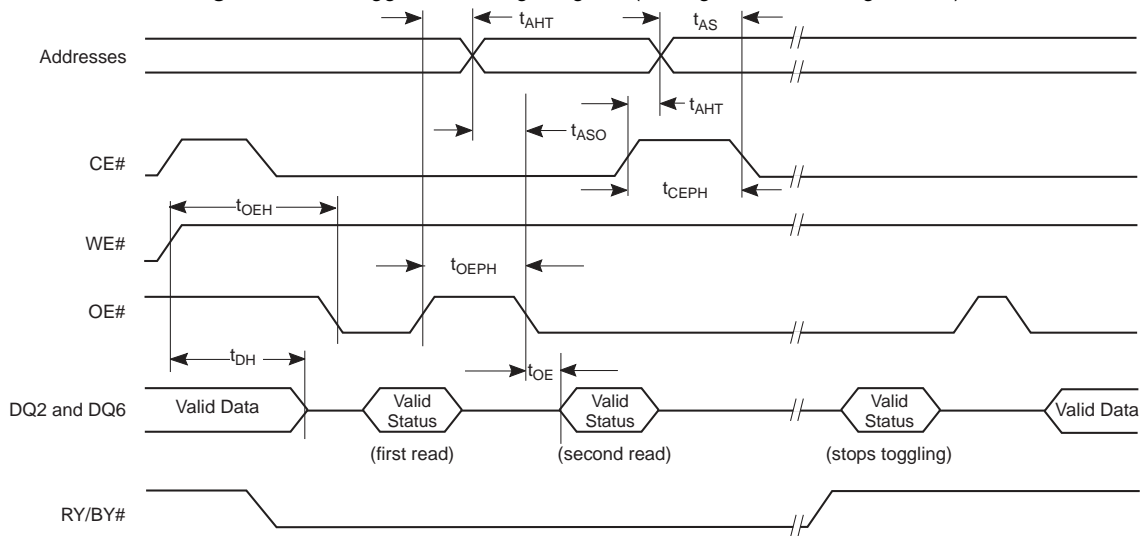 tAHT
tAS
Addresses
tAHT
tASO
CE#
tCEPH
tOEH
WE#
tOEPH
OE#
tDH
tOE
DQ2 and DQ6
Valid Data
Valid
Status
Valid
Status
Valid
Status
Valid Data
(first read)
(second read)
(stops toggling)
RY/BY#